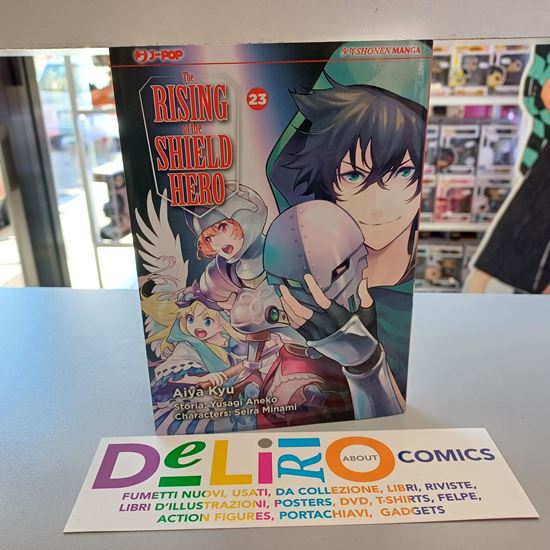 J-POP
少年SHONEN MANGA
The
RISING
of the
SHIELD
HERO
23
Aiya Kyu
Storia: Yusagi Aneko
Characters: Seira Minami
DeLiRiO ABOUT COMICS
FUMETTI NUOVI, USATI, DA COLLEZIONE, LIBRI, RIVISTE,
LIBRI D'ILLUSTRAZIONI, POSTERS, DVD, T-SHIRTS, FELPE,
ACTION FIGURES, PORTACHIAVI, GADGETS